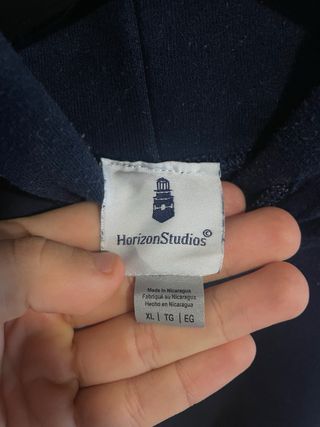 HorizonStudios©
Made in Nicaragua
Fabriqué au Nicaragua
Hecho en Nicaragua
XL | TG | EG